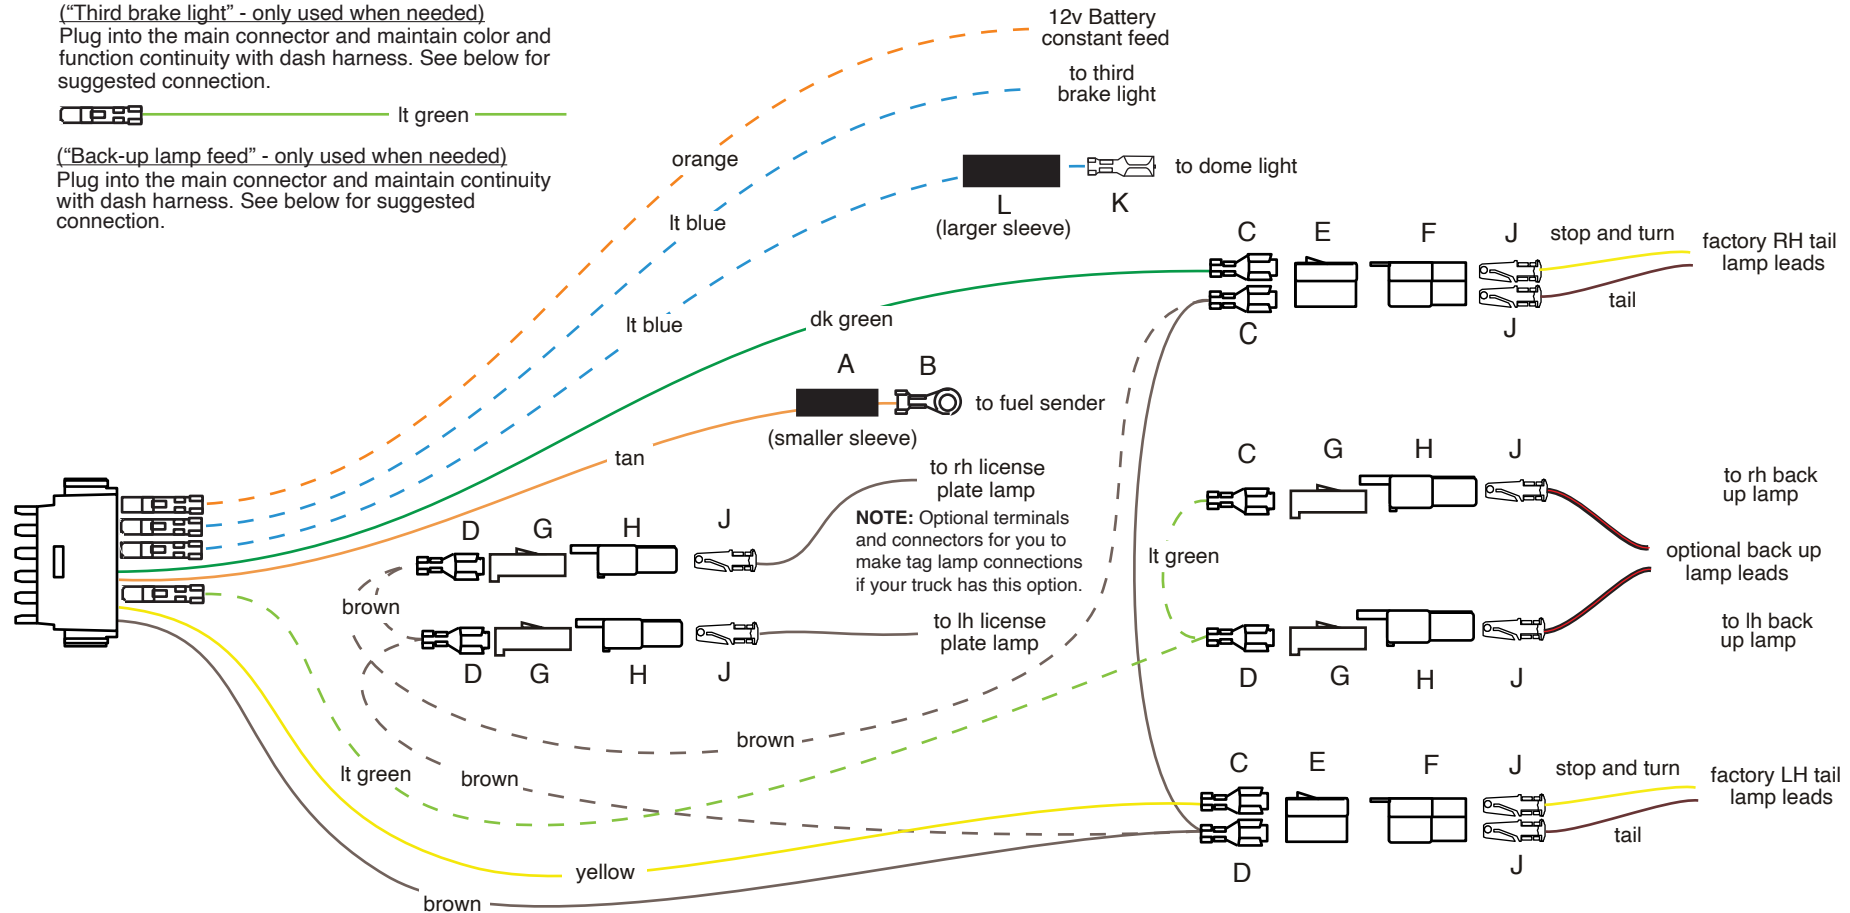 (“Third brake light” - only used when needed)
Plug into the main connector and maintain color and
function continuity with dash harness. See below for
suggested connection.
lt green
(“Back-up lamp feed” - only used when needed)
Plug into the main connector and maintain continuity
with dash harness. See below for suggested
connection.
12v Battery
constant feed
to third
brake light
orange
lt blue
L
(larger sleeve)
K
to dome light
lt blue
dk green
C
E
F
J
stop and turn
factory RH tail
lamp leads
tail
C
J
A
B
to fuel sender
(smaller sleeve)
tan
to rh license
plate lamp
NOTE: Optional terminals
and connectors for you to
make tag lamp connections
if your truck has this option.
D
G
H
J
brown
to lh license
plate lamp
D
G
H
J
C
G
H
J
to rh back
up lamp
lt green
optional back up
lamp leads
to lh back
up lamp
D
G
H
J
brown
lt green
brown
C
E
F
J
stop and turn
factory LH tail
lamp leads
tail
D
J
yellow
brown